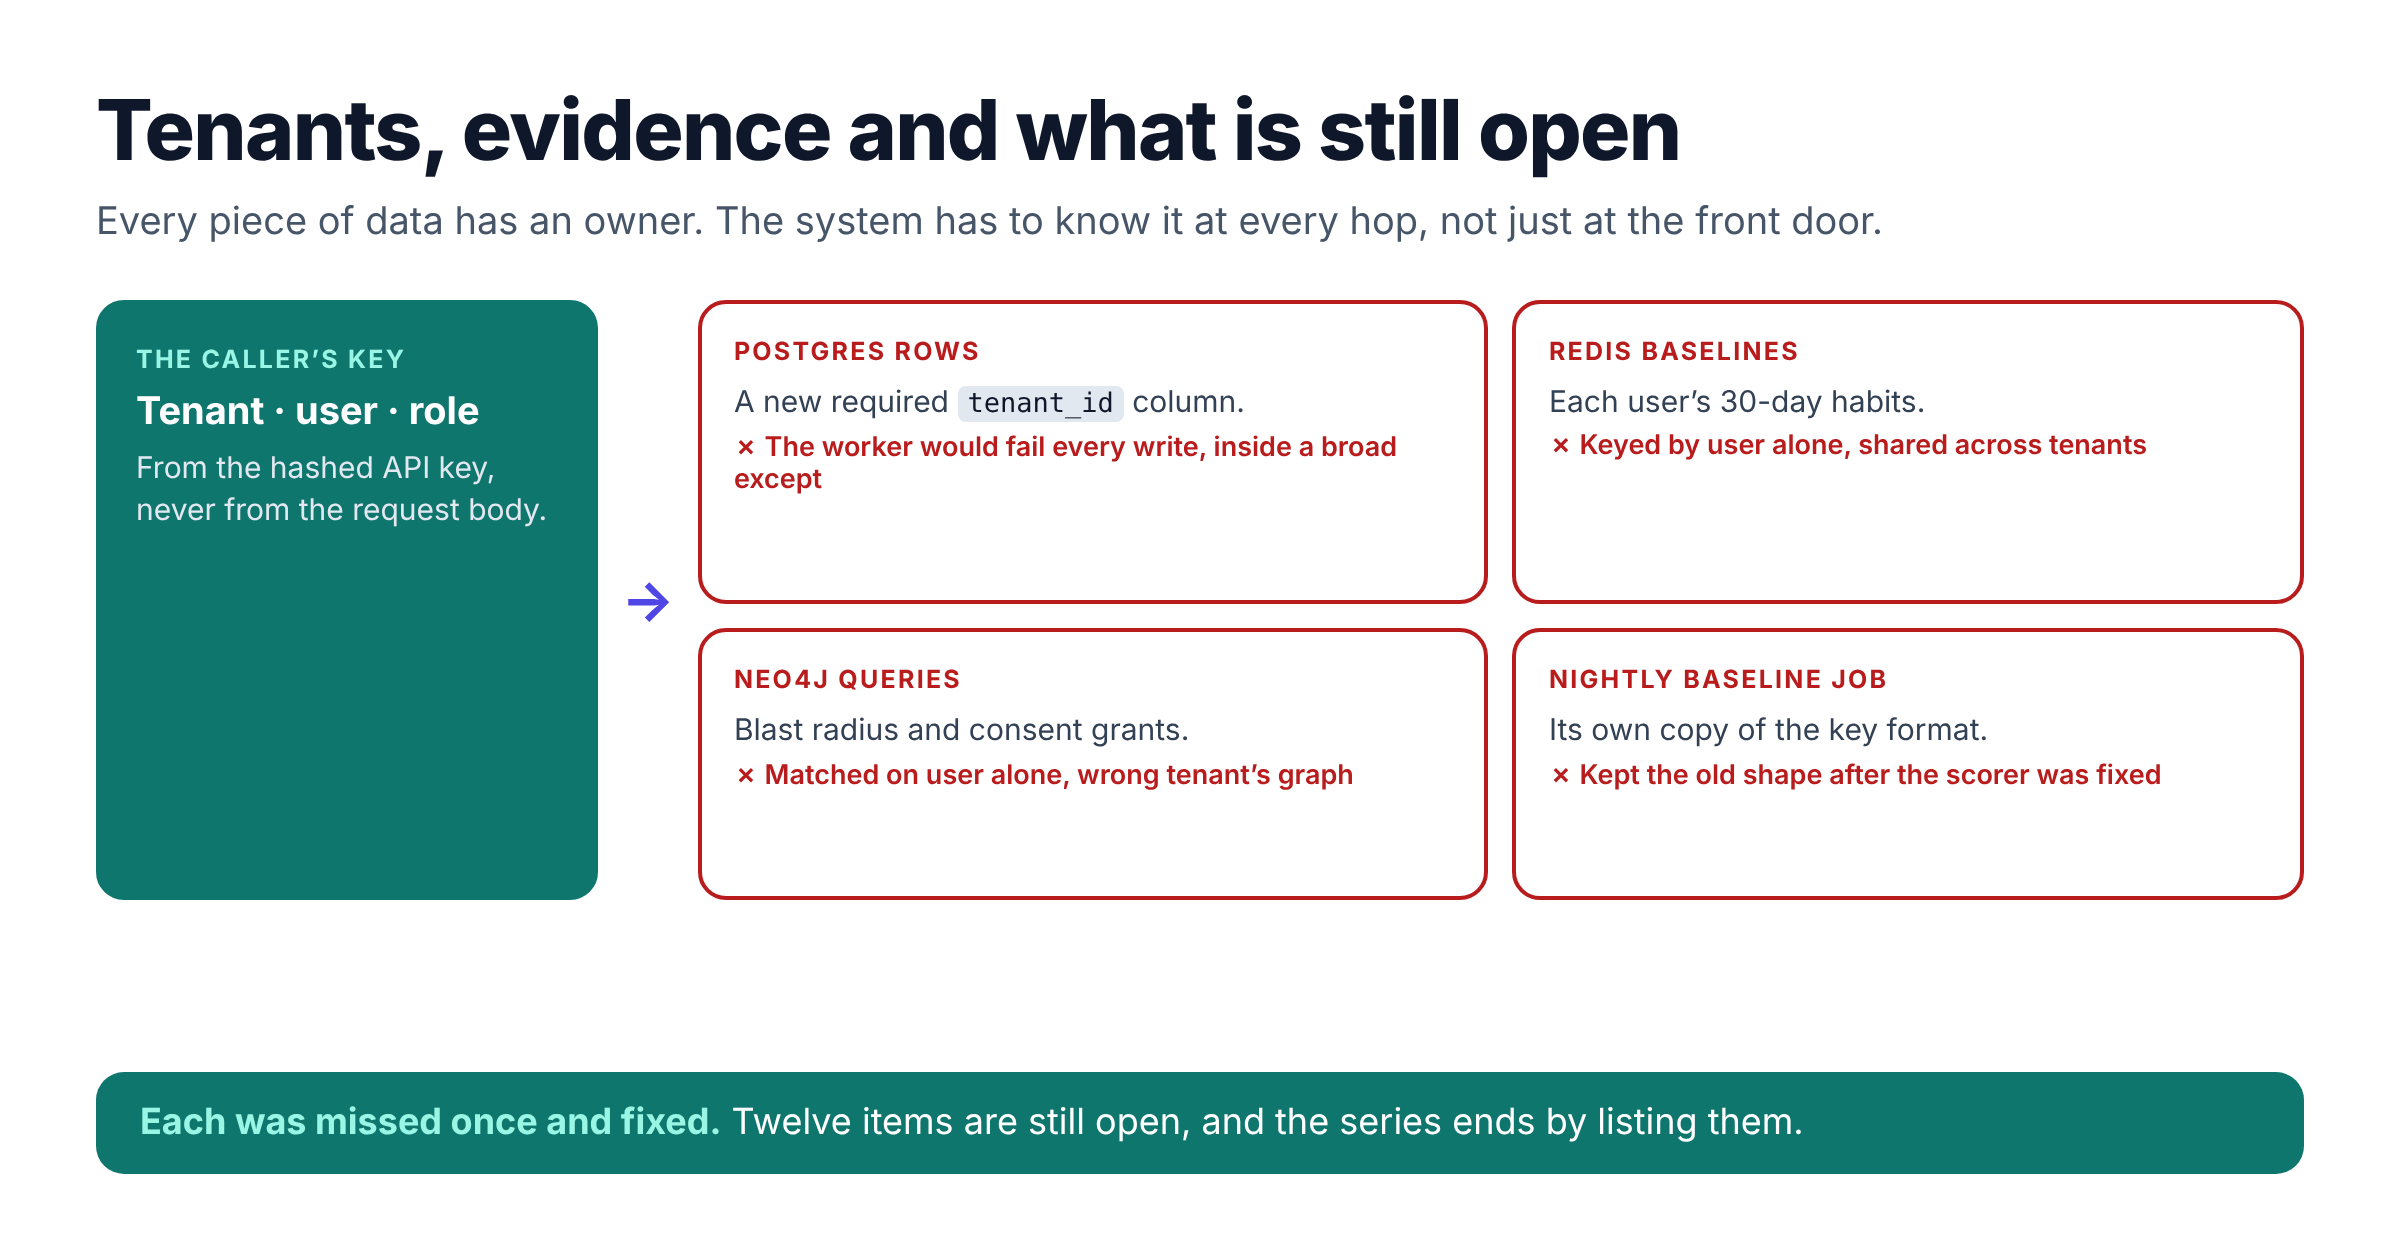 Tenants, evidence and what is still open
Every piece of data has an owner. The system has to know it at every hop, not just at the front door.
THE CALLER’S KEY
Tenant · user · role
From the hashed API key,
never from the request body.
→
POSTGRES ROWS
A new required tenant_id column.
× The worker would fail every write, inside a broad
except
REDIS BASELINES
Each user’s 30-day habits.
× Keyed by user alone, shared across tenants
NEO4J QUERIES
Blast radius and consent grants.
× Matched on user alone, wrong tenant’s graph
NIGHTLY BASELINE JOB
Its own copy of the key format.
× Kept the old shape after the scorer was fixed
Each was missed once and fixed. Twelve items are still open, and the series ends by listing them.